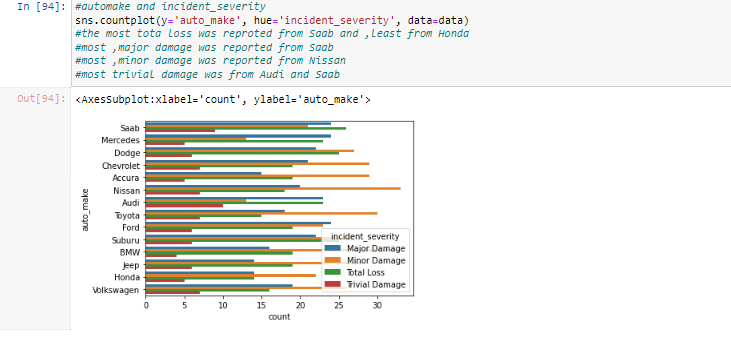 In [94]:
#automake and incident_severity
sns.countplot(y='auto_make', hue='incident_severity', data=data)
#the most tota Loss was reproted from Saab and ,Least from Honda
#most ,major damage was reported from Saab
#most ,minor damage was reported from Nissan
#most trivial damage was from Audi and Saab
Out[94]:
<AxesSubplot:xlabel='count', ylabel='auto_make'>
Saab
Mercedes
Dodge
Chevrolet
Accura
Nissan
Audi
Toyota
Ford
Suburu
BMW
Jeep
Honda
Volkswagen
auto_make
incident_severity
Major Damage
Minor Damage
Total Loss
Trivial Damage
0 5 10 15 20 25 30
count